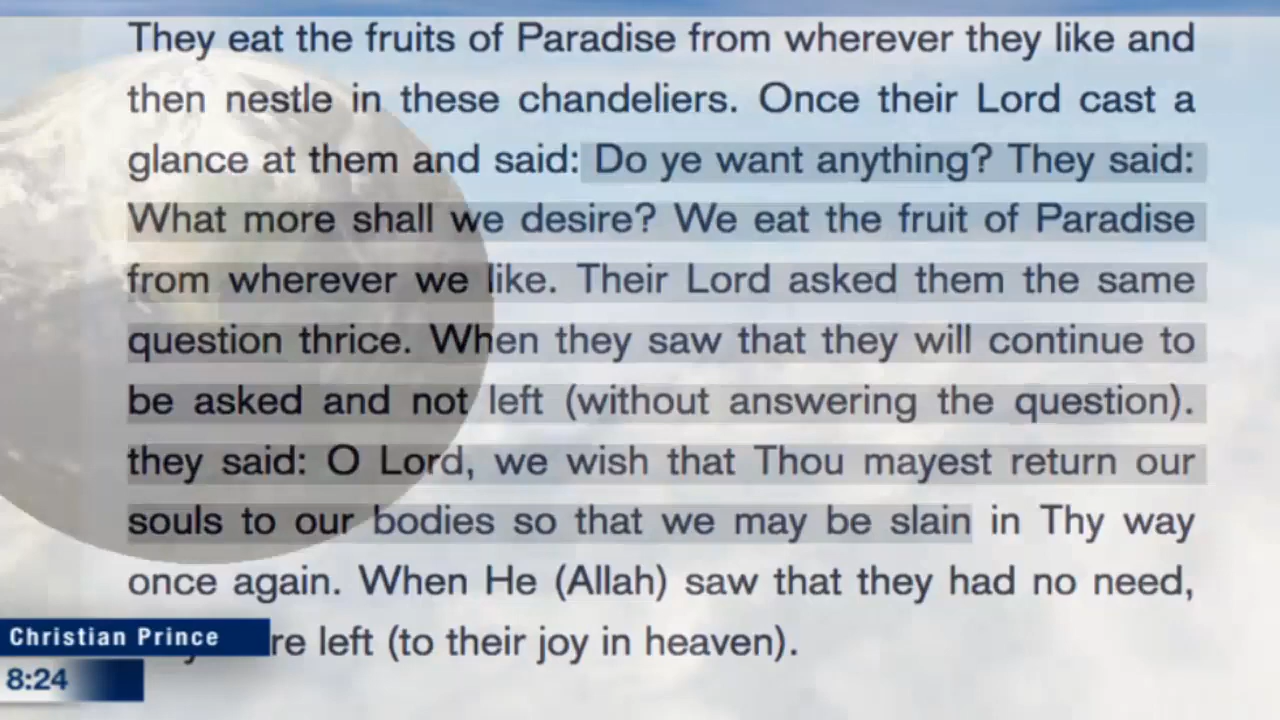 They eat the fruits of Paradise from wherever they like and
then nestle in these chandeliers. Once their Lord cast a
glance at them and said: Do ye want anything? They said:
What more shall we desire? We eat the fruit of Paradise
from wherever we like. Their Lord asked them the same
question thrice. When they saw that they will continue to
be asked and not left (without answering the question).
they said: O Lord, we wish that Thou mayest return our
souls to our bodies so that we may be slain in Thy way
once again. When He (Allah) saw that they had no need,
re left (to their joy in heaven).
Christian Prince
8:24